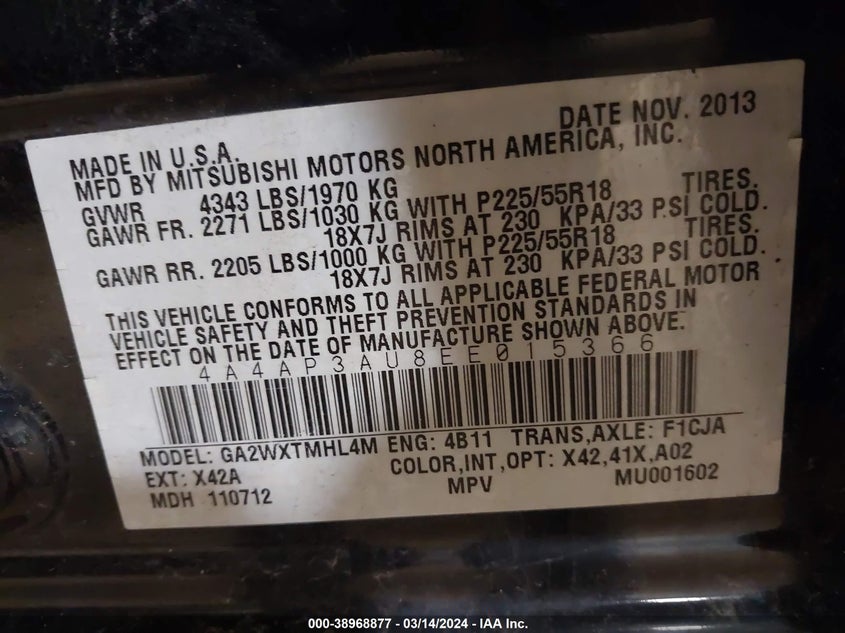 DATE NOV. 2013
MADE IN U.S.A.
MFD BY MITSUBISHI MOTORS NORTH AMERICA, INC.
GVWR 4343 LBS/1970 KG
GAWR FR. 2271 LBS/1030 KG WITH P225/55R18 TIRES.
18X7J RIMS AT 230 KPA/33 PSI COLD.
GAWR RR. 2205 LBS/1000 KG WITH P225/55R18 TIRES.
18X7J RIMS AT 230 KPA/33 PSI COLD.
THIS VEHICLE CONFORMS TO ALL APPLICABLE FEDERAL MOTOR
VEHICLE SAFETY AND THEFT PREVENTION STANDARDS IN
EFFECT ON THE DATE OF MANUFACTURE SHOWN ABOVE.
4A4AP3AU8EE015366
MODEL: GA2WXTMHL4M ENG: 4B11 TRANS,AXLE: F1CJA
EXT: X42A COLOR,INT,OPT: X42,41X,A02
MDH 110712 MPV MU001602
000-38968877 - 03/14/2024 - IAA Inc.